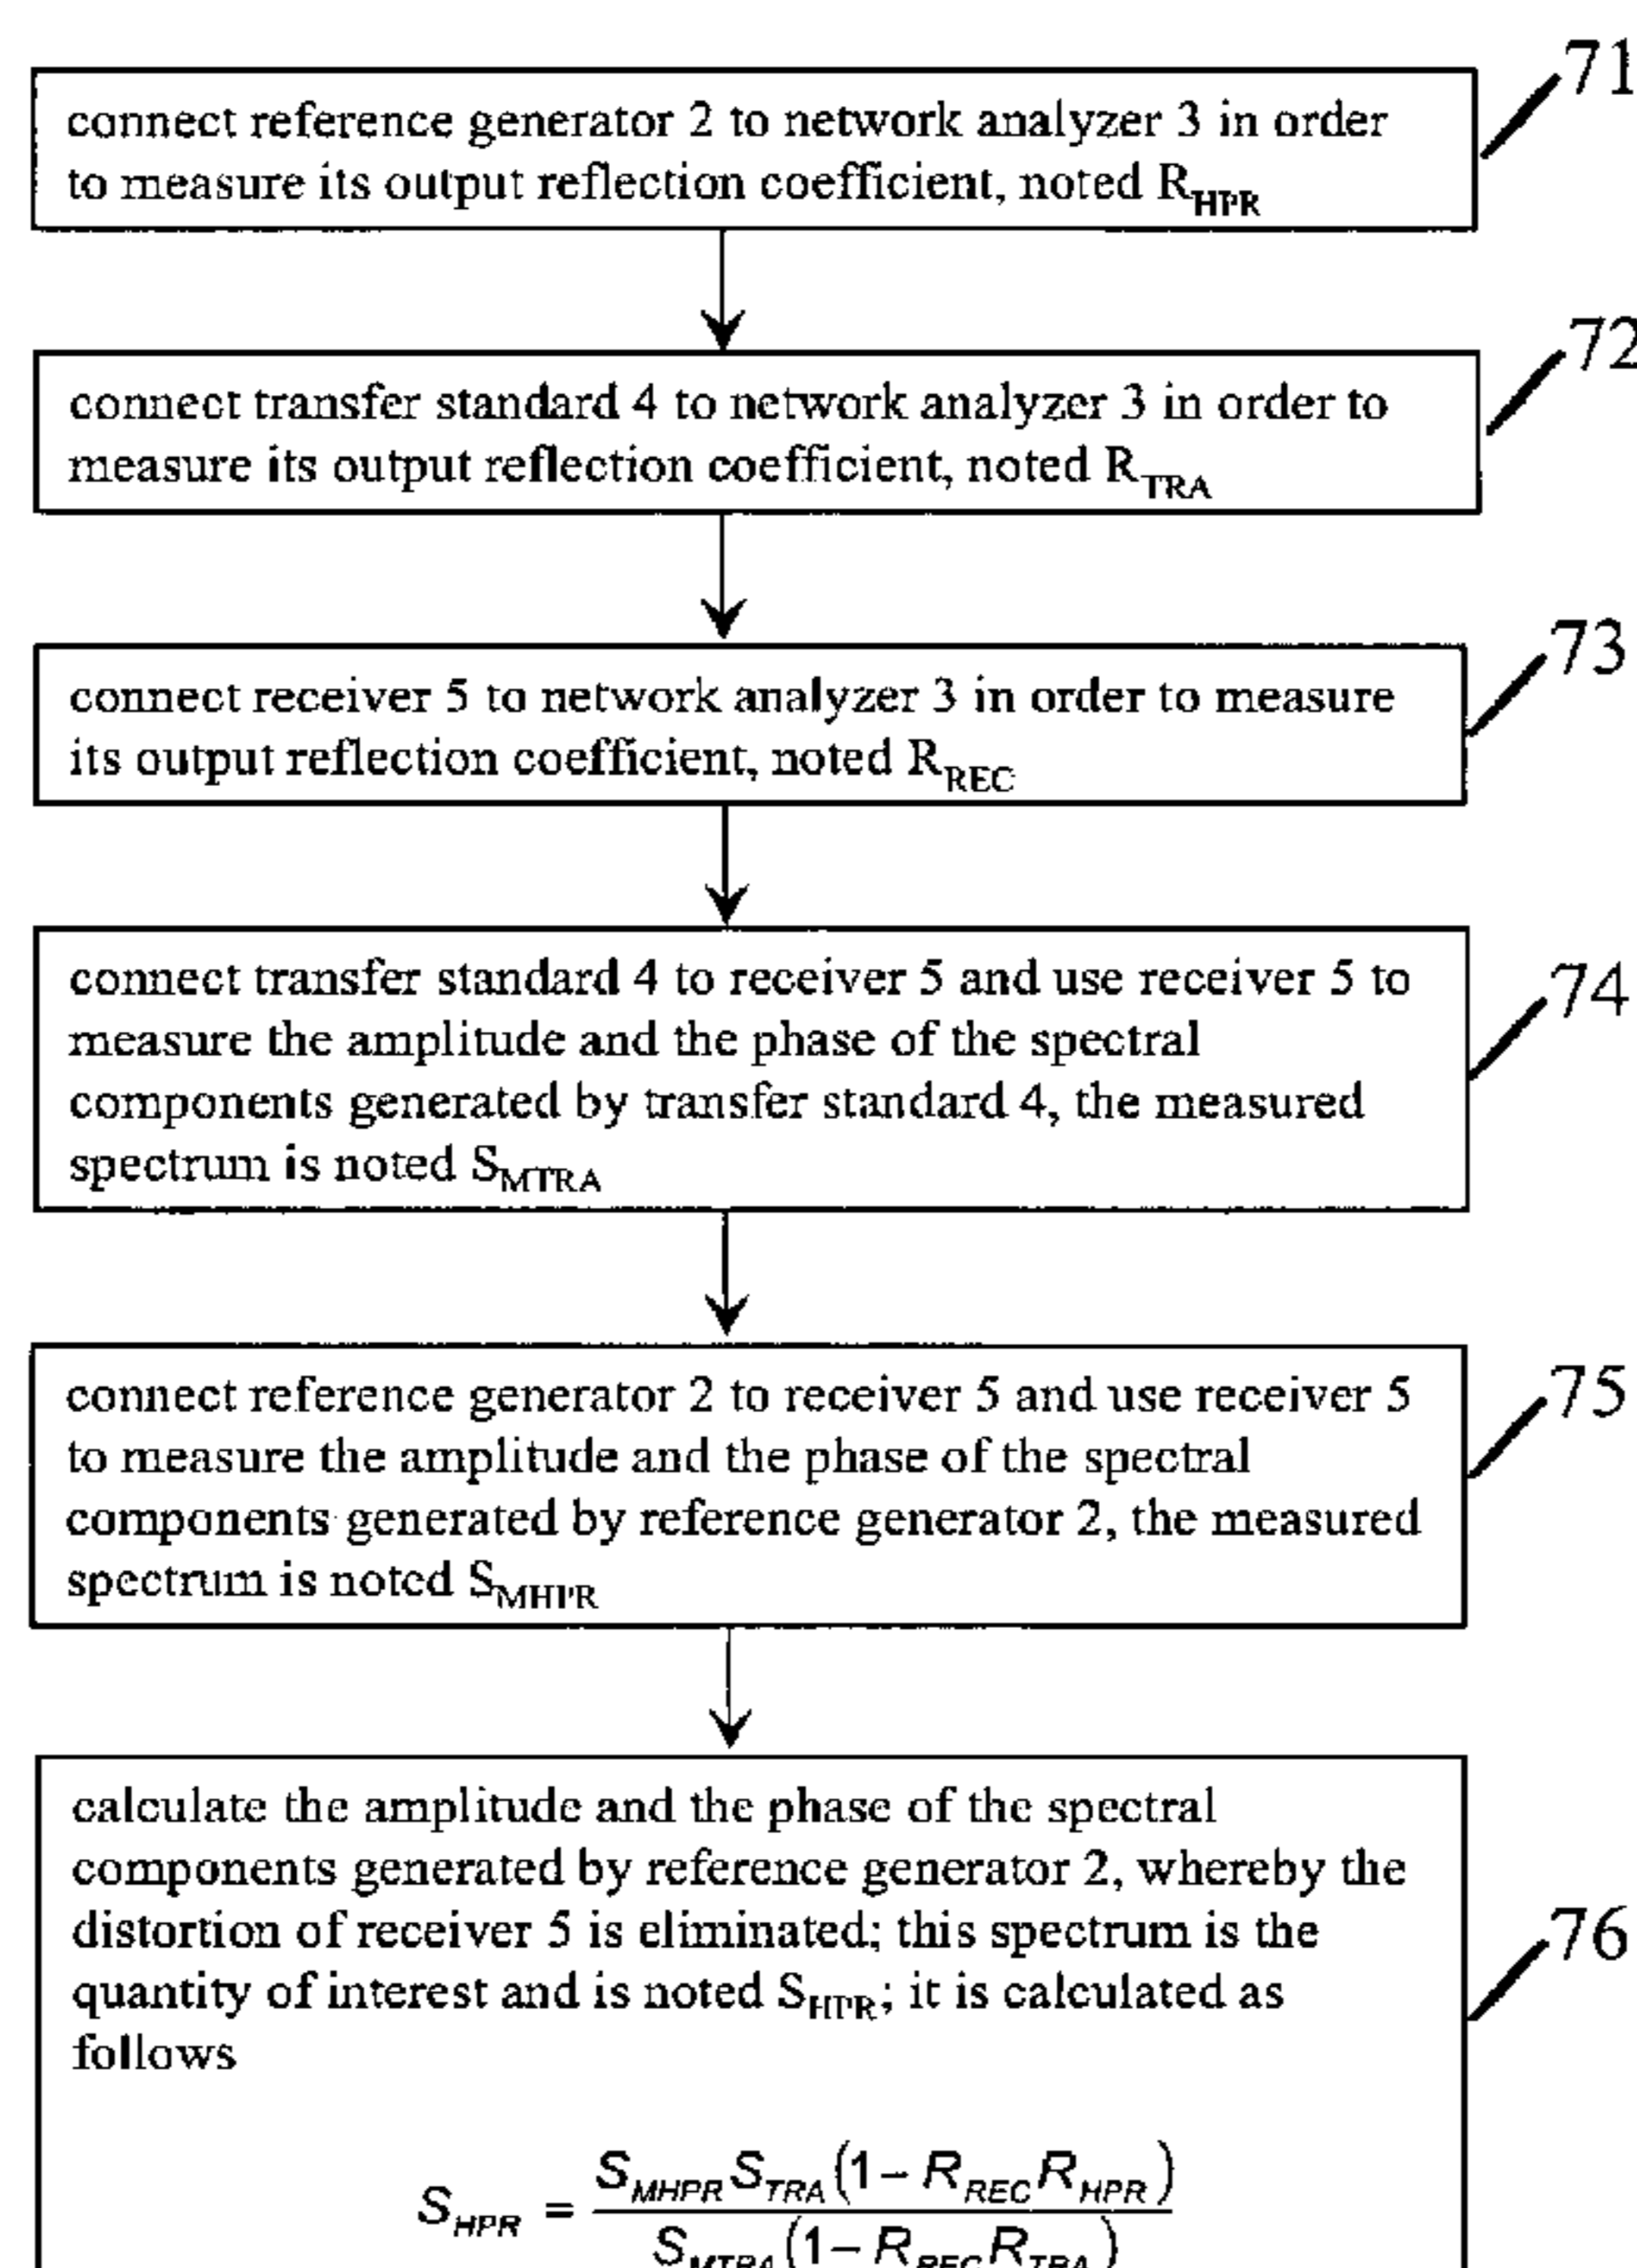 71
connect reference generator 2 to network analyzer 3 in order
to measure its output reflection coefficient, noted R_HPR
72
connect transfer standard 4 to network analyzer 3 in order to
measure its output reflection coefficient, noted R_TRA
73
connect receiver 5 to network analyzer 3 in order to measure
its output reflection coefficient, noted R_REC
74
connect transfer standard 4 to receiver 5 and use receiver 5 to
measure the amplitude and the phase of the spectral
components generated by transfer standard 4, the measured
spectrum is noted S_MTRA
75
connect reference generator 2 to receiver 5 and use receiver 5
to measure the amplitude and the phase of the spectral
components generated by reference generator 2, the measured
spectrum is noted S_MHPR
76
calculate the amplitude and the phase of the spectral
components generated by reference generator 2, whereby the
distortion of receiver 5 is eliminated; this spectrum is the
quantity of interest and is noted S_HPR; it is calculated as
follows
S_HPR = S_MHPR S_TRA (1 - R_REC R_HPR)
S_MTRA (1 - R_REC R_TRA)